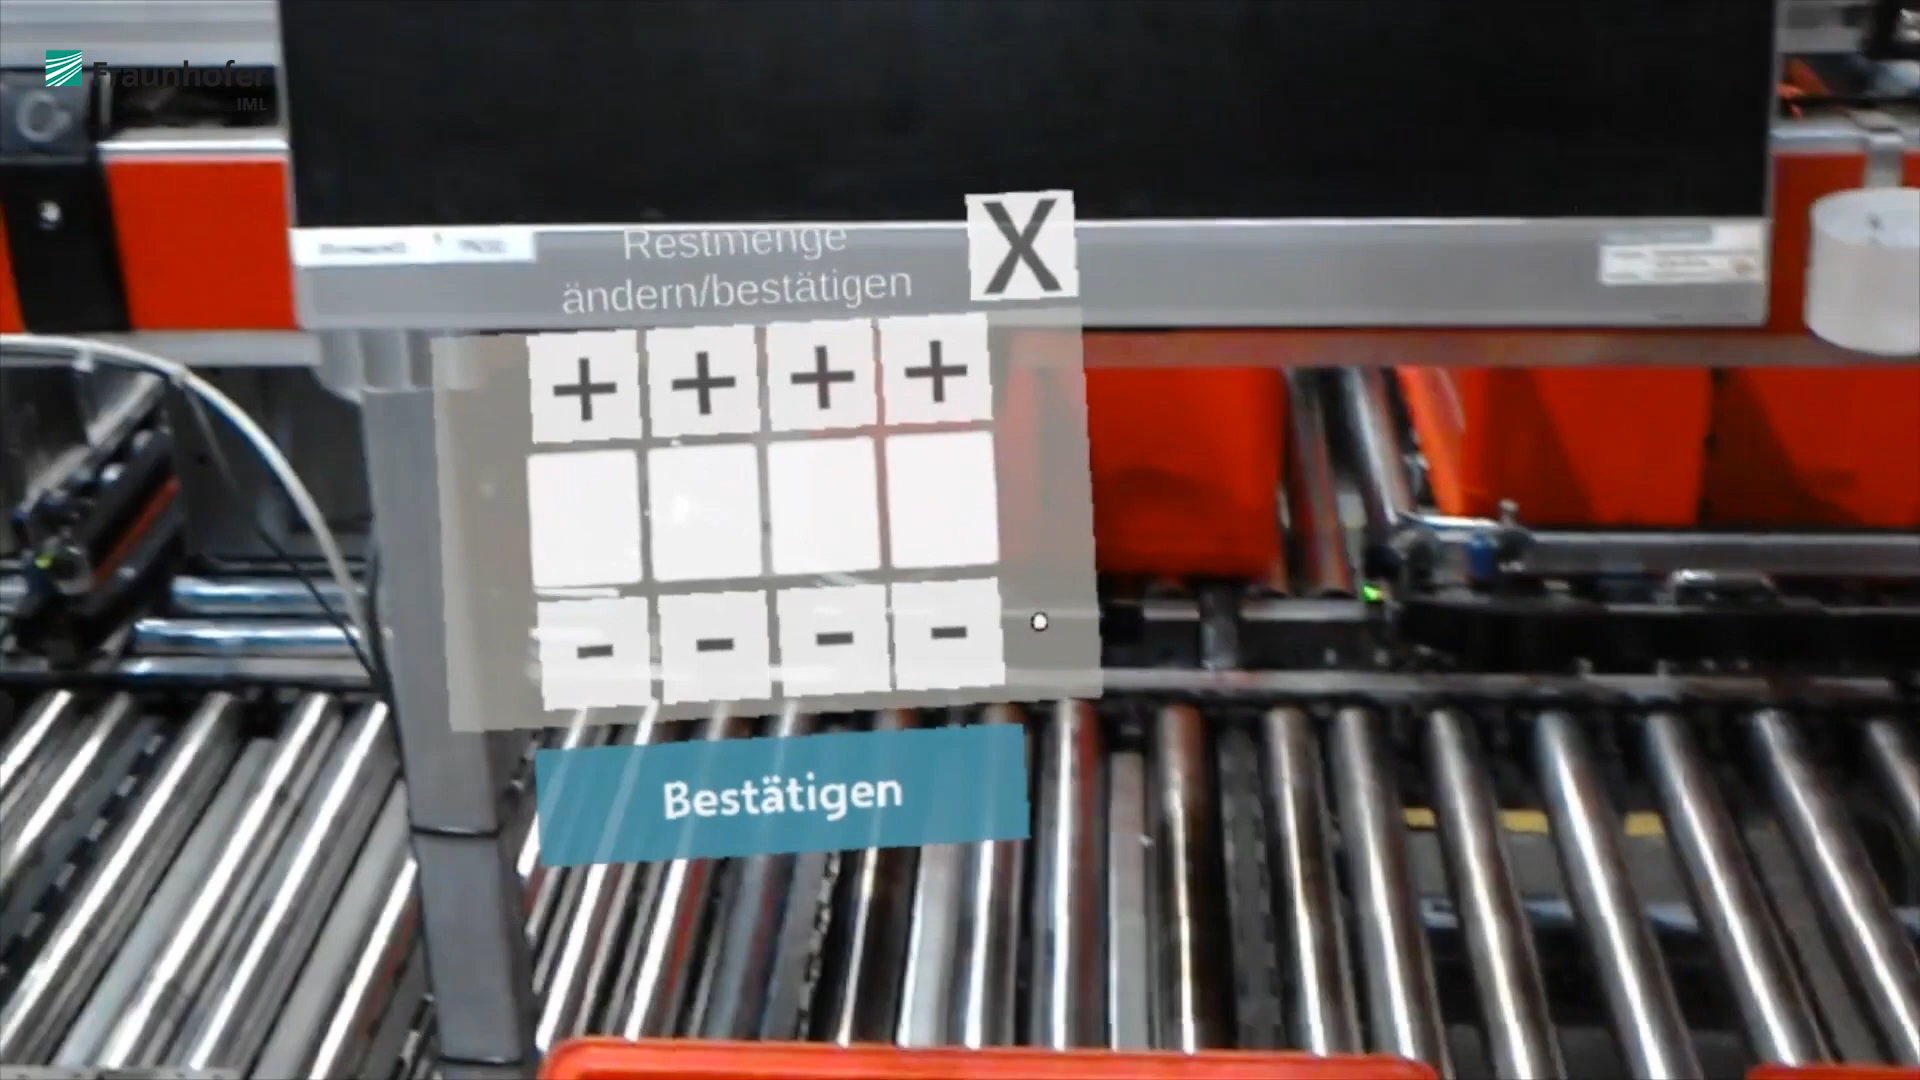 Fraunhofer
IML
Restmenge
ändern/bestätigen
X
+ + + +
- - - -
Bestätigen